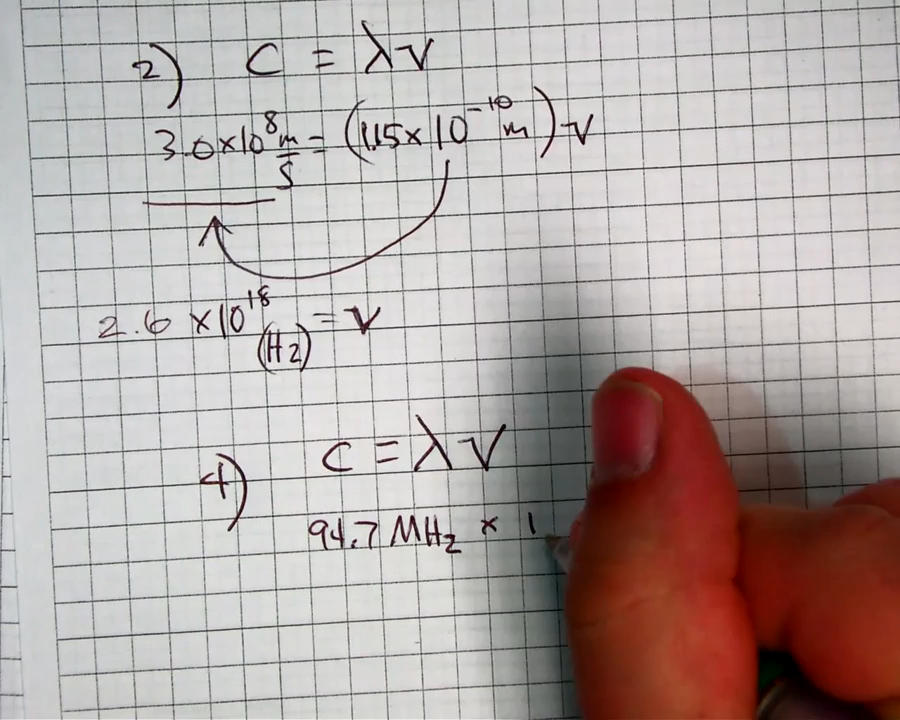 2) C = λν
3.0×10⁸ m/s = (1.15×10⁻¹⁰ m) ν
2.6 ×10¹⁸ (Hz) = ν
4) C = λν
94.7 MHz × 1